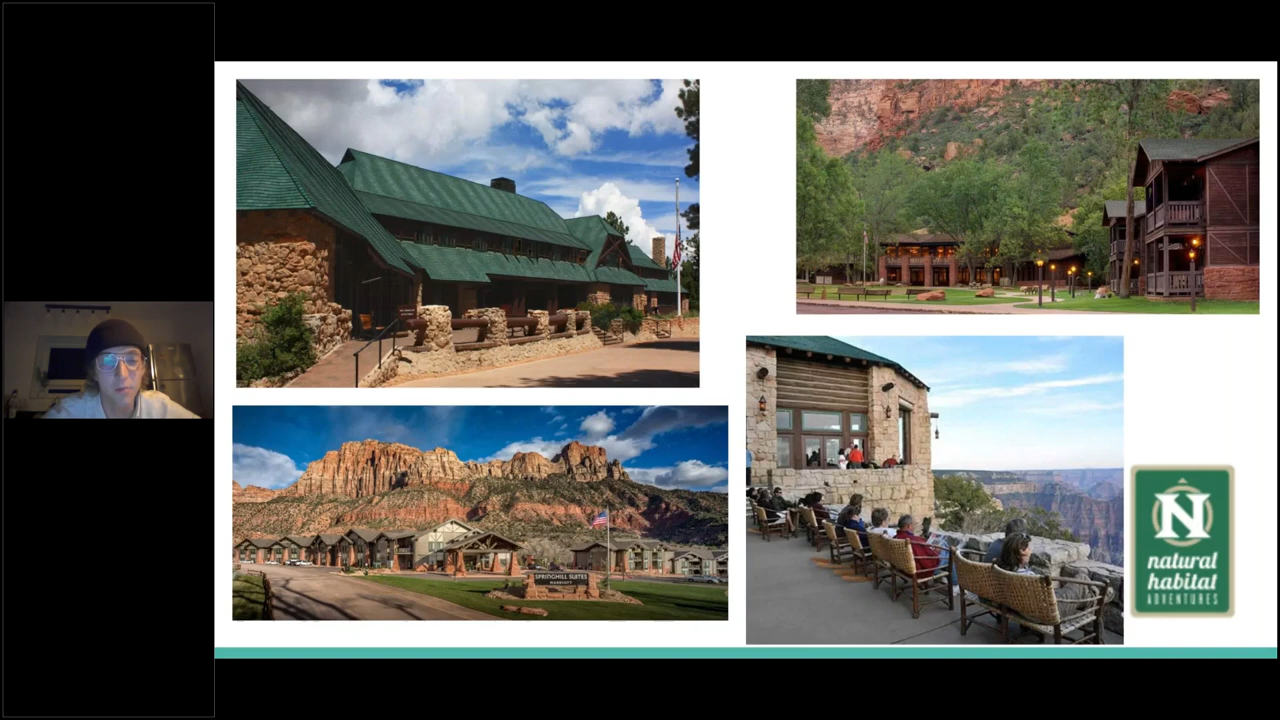 SPRINGHILL SUITES
MARRIOTT
N
natural
habitat
ADVENTURES